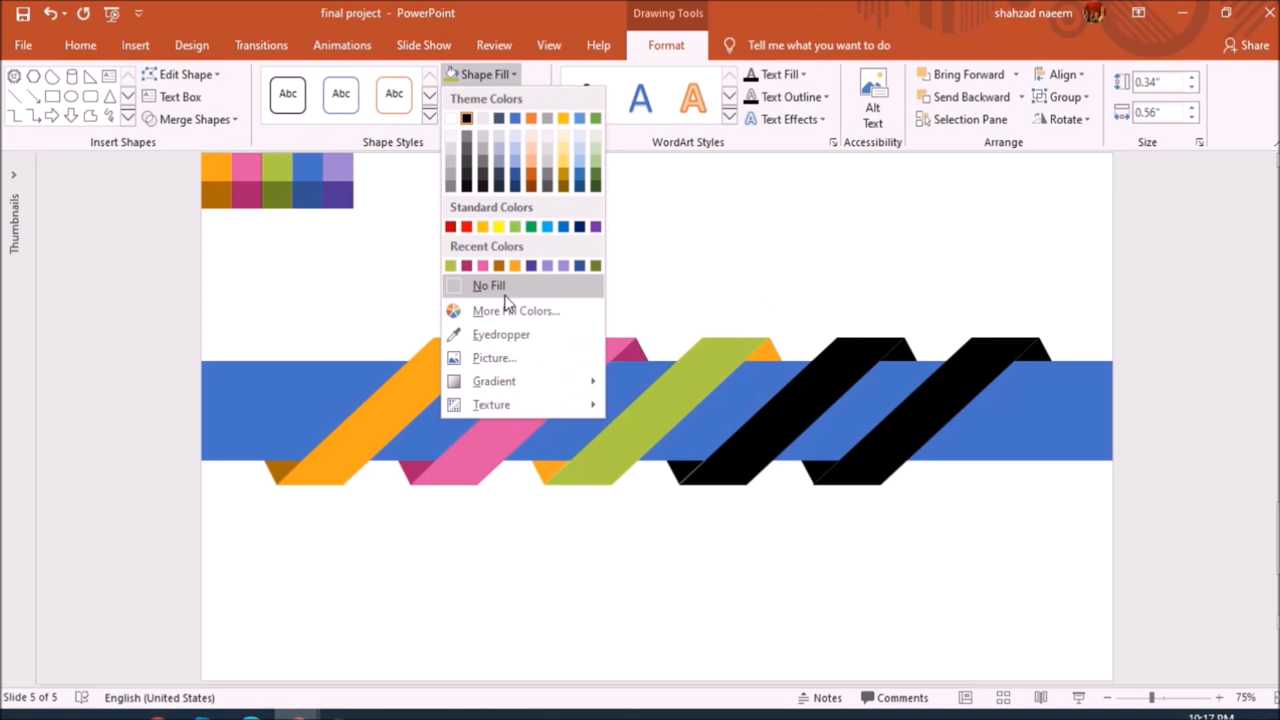 final project - PowerPoint
Drawing Tools
shahzad naeem
File Home Insert Design Transitions Animations Slide Show Review View Help Format Tell me what you want to do Share
Edit Shape
Text Box
Merge Shapes
Insert Shapes
Abc Abc Abc
Shape Styles
Shape Fill
Theme Colors
Standard Colors
Recent Colors
No Fill
More Fill Colors...
Eyedropper
Picture...
Gradient
Texture
A A
Text Fill
Text Outline
Text Effects
WordArt Styles
Alt
Text
Accessibility
Bring Forward
Send Backward
Selection Pane
Align
Group
Rotate
Arrange
0.34"
0.56"
Size
Thumbnails
Slide 5 of 5
English (United States)
Notes
Comments
75%
10:17 PM